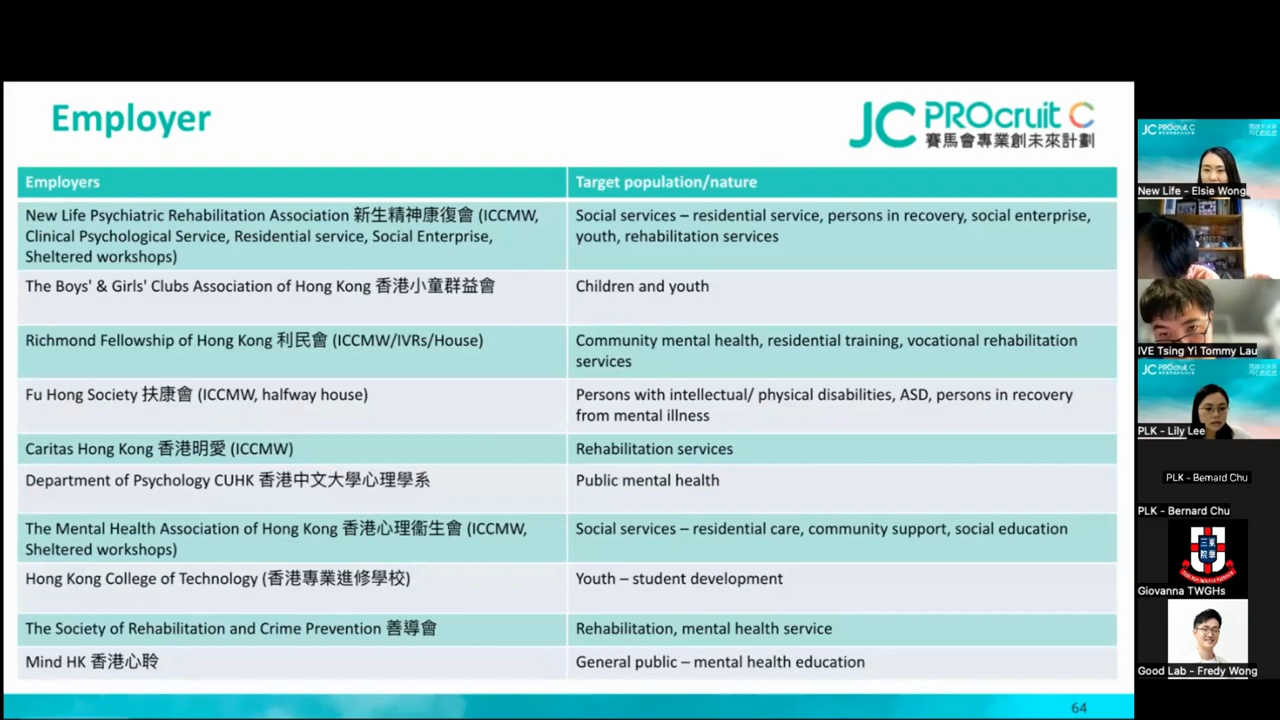 Employer
JC PROcruit C
賽馬會專業創未來計劃
Employers
Target population/nature
New Life Psychiatric Rehabilitation Association 新生精神康復會 (ICCMW,
Clinical Psychological Service, Residential service, Social Enterprise,
Sheltered workshops)
Social services – residential service, persons in recovery, social enterprise,
youth, rehabilitation services
The Boys' & Girls' Clubs Association of Hong Kong 香港小童群益會
Children and youth
Richmond Fellowship of Hong Kong 利民會 (ICCMW/IVRs/House)
Community mental health, residential training, vocational rehabilitation
services
Fu Hong Society 扶康會 (ICCMW, halfway house)
Persons with intellectual/ physical disabilities, ASD, persons in recovery
from mental illness
Caritas Hong Kong 香港明愛 (ICCMW)
Rehabilitation services
Department of Psychology CUHK 香港中文大學心理學系
Public mental health
The Mental Health Association of Hong Kong 香港心理衞生會 (ICCMW,
Sheltered workshops)
Social services – residential care, community support, social education
Hong Kong College of Technology (香港專業進修學校)
Youth – student development
The Society of Rehabilitation and Crime Prevention 善導會
Rehabilitation, mental health service
Mind HK 香港心聆
General public – mental health education
64
JC PROcruit C
New Life - Elsie Wong
IVE Tsing Yi Tommy Lau
JC PROcruit C
PLK - Lily Lee
PLK - Bernard Chu
PLK - Bernard Chu
三東
院華
Giovanna TWGHs
Good Lab - Fredy Wong